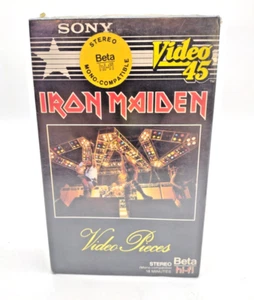 SONY
STEREO
Beta
hi-fi
MONO-COMPATIBLE
Video
45
IRON MAIDEN
Video Pieces
STEREO
Beta
hi-fi